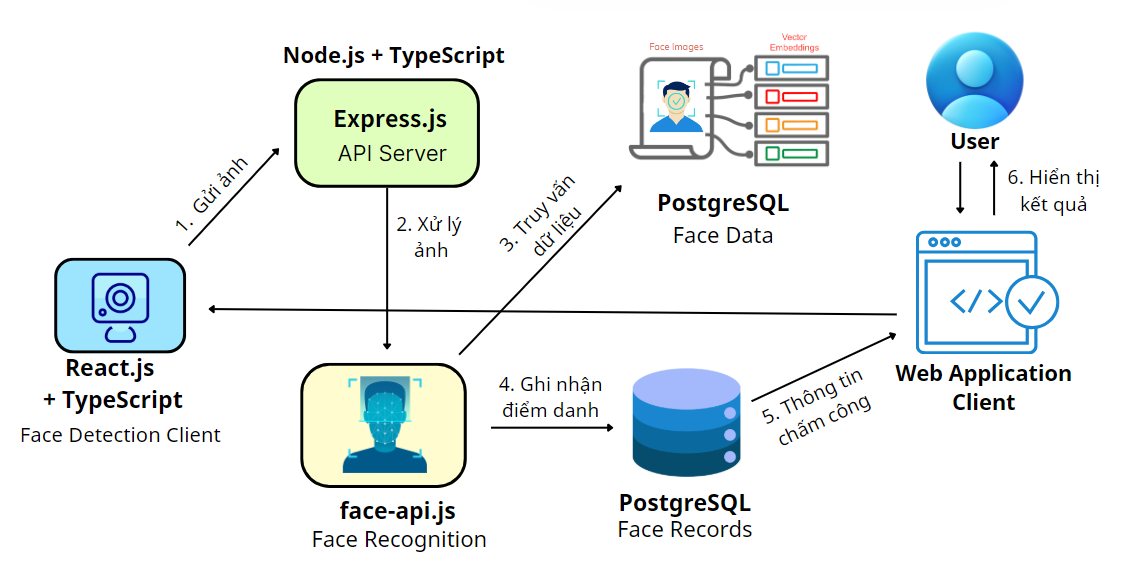 Node.js + TypeScript
Express.js
API Server
1. Gửi ảnh
2. Xử lý
ảnh
3. Truy vấn
dữ liệu
Face Images
Vector
Embeddings
PostgreSQL
Face Data
User
6. Hiển thị
kết quả
React.js
+ TypeScript
Face Detection Client
face-api.js
Face Recognition
4. Ghi nhận
điểm danh
PostgreSQL
Face Records
5. Thông tin
chấm công
</>
Web Application
Client